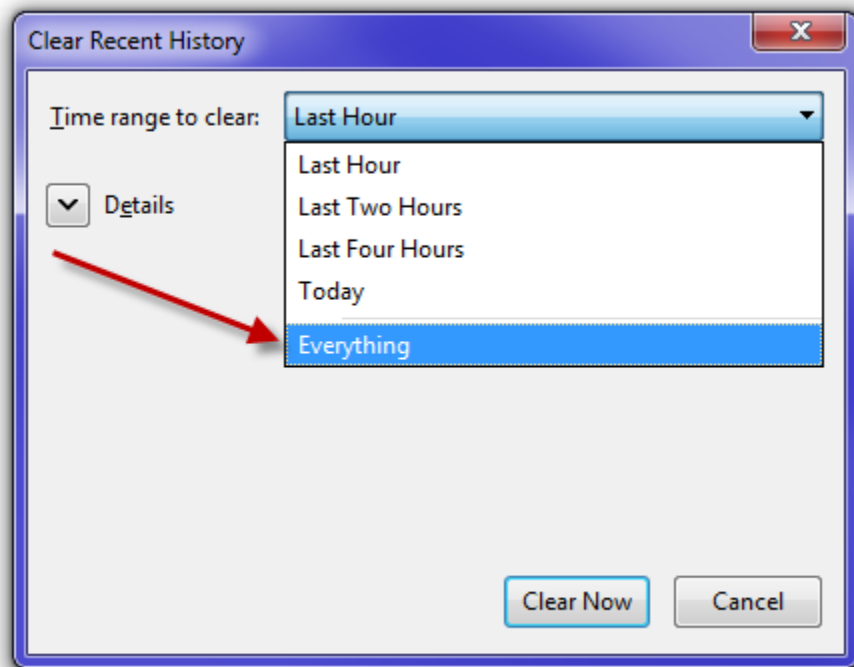 Clear Recent History
Time range to clear: Last Hour
Last Hour
Last Two Hours
Details
Last Four Hours
Today
Everything
Clear Now Cancel